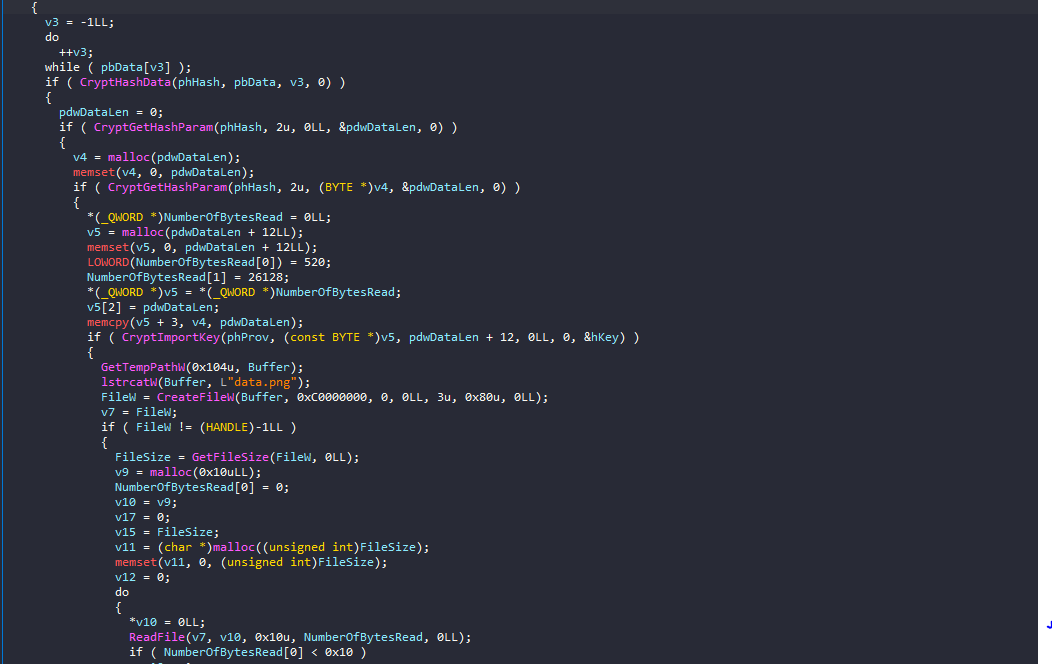 {
v3 = -1LL;
do
++v3;
while ( pbData[v3] );
if ( CryptHashData(phHash, pbData, v3, 0) )
{
pdwDataLen = 0;
if ( CryptGetHashParam(phHash, 2u, 0LL, &pdwDataLen, 0) )
{
v4 = malloc(pdwDataLen);
memset(v4, 0, pdwDataLen);
if ( CryptGetHashParam(phHash, 2u, (BYTE *)v4, &pdwDataLen, 0) )
{
*(_QWORD *)NumberOfBytesRead = 0LL;
v5 = malloc(pdwDataLen + 12LL);
memset(v5, 0, pdwDataLen + 12LL);
LOWORD(NumberOfBytesRead[0]) = 520;
NumberOfBytesRead[1] = 26128;
*(_QWORD *)v5 = *(_QWORD *)NumberOfBytesRead;
v5[2] = pdwDataLen;
memcpy(v5 + 3, v4, pdwDataLen);
if ( CryptImportKey(phProv, (const BYTE *)v5, pdwDataLen + 12, 0LL, 0, &hKey) )
{
GetTempPathW(0x104u, Buffer);
lstrcatW(Buffer, L"data.png");
FileW = CreateFileW(Buffer, 0xC0000000, 0, 0LL, 3u, 0x80u, 0LL);
v7 = FileW;
if ( FileW != (HANDLE)-1LL )
{
FileSize = GetFileSize(FileW, 0LL);
v9 = malloc(0x10uLL);
NumberOfBytesRead[0] = 0;
v10 = v9;
v17 = 0;
v15 = FileSize;
v11 = (char *)malloc((unsigned int)FileSize);
memset(v11, 0, (unsigned int)FileSize);
v12 = 0;
do
{
*v10 = 0LL;
ReadFile(v7, v10, 0x10u, NumberOfBytesRead, 0LL);
if ( NumberOfBytesRead[0] < 0x10 )